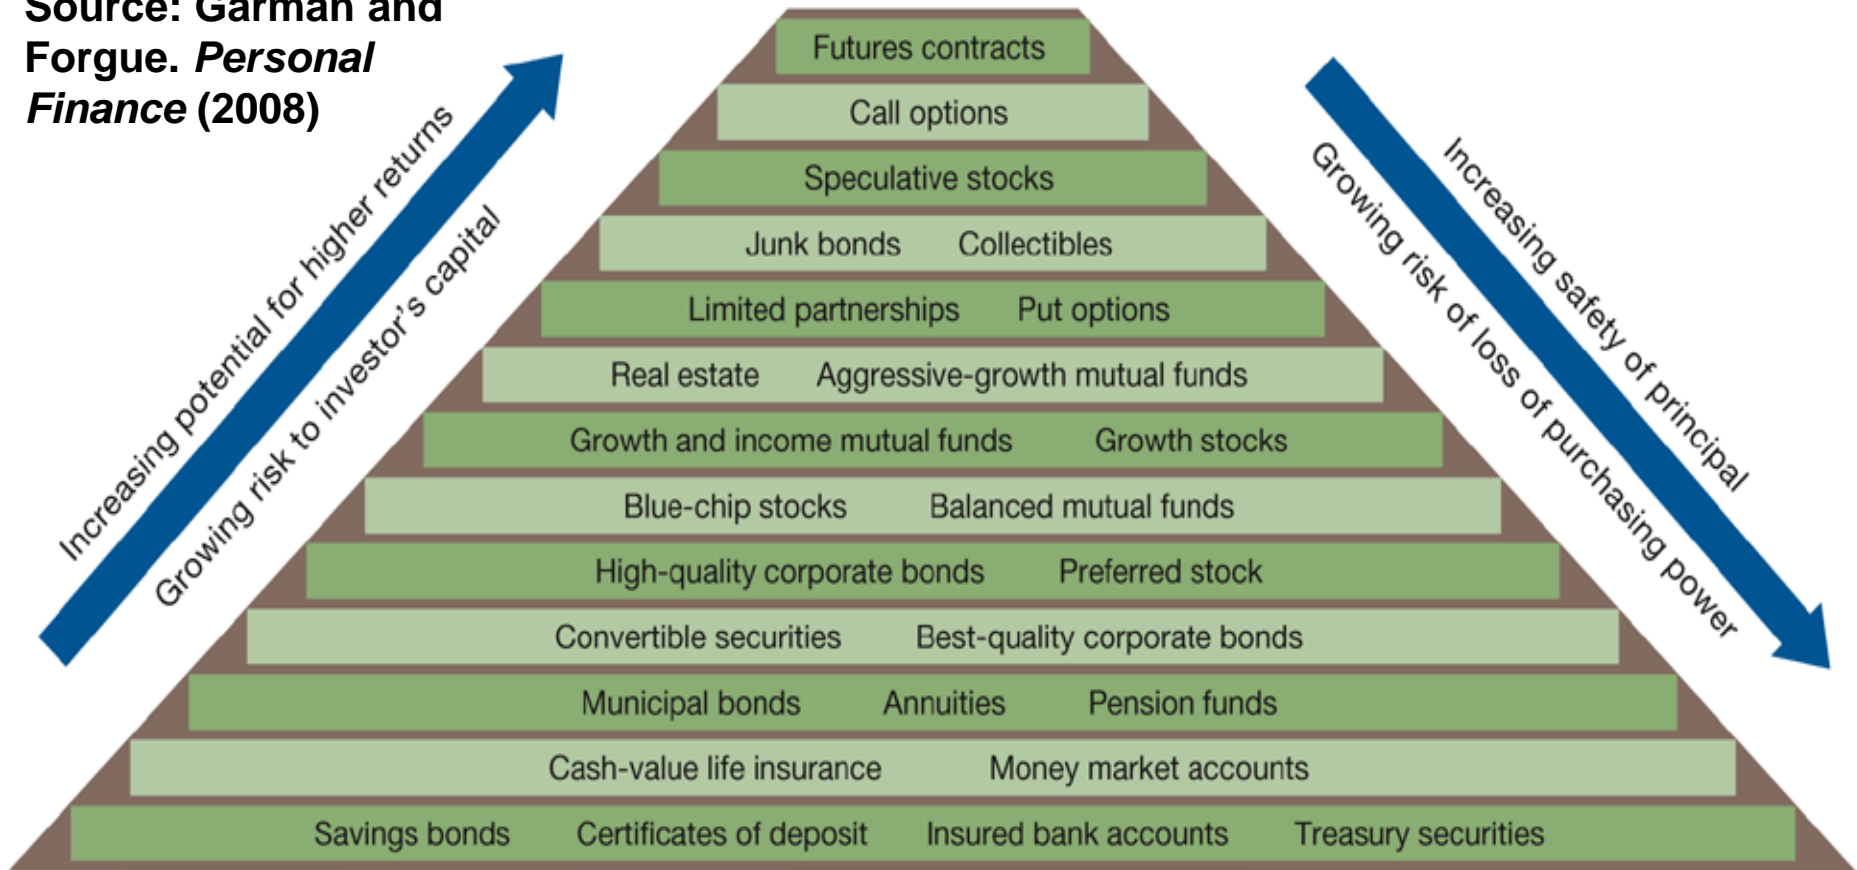 Source: Garman and
Forgue. Personal
Finance (2008)
Increasing potential for higher returns
Growing risk to investor's capital
Increasing safety of principal
Growing risk of loss of purchasing power
Futures contracts
Call options
Speculative stocks
Junk bonds Collectibles
Limited partnerships Put options
Real estate Aggressive-growth mutual funds
Growth and income mutual funds Growth stocks
Blue-chip stocks Balanced mutual funds
High-quality corporate bonds Preferred stock
Convertible securities Best-quality corporate bonds
Municipal bonds Annuities Pension funds
Cash-value life insurance Money market accounts
Savings bonds Certificates of deposit Insured bank accounts Treasury securities